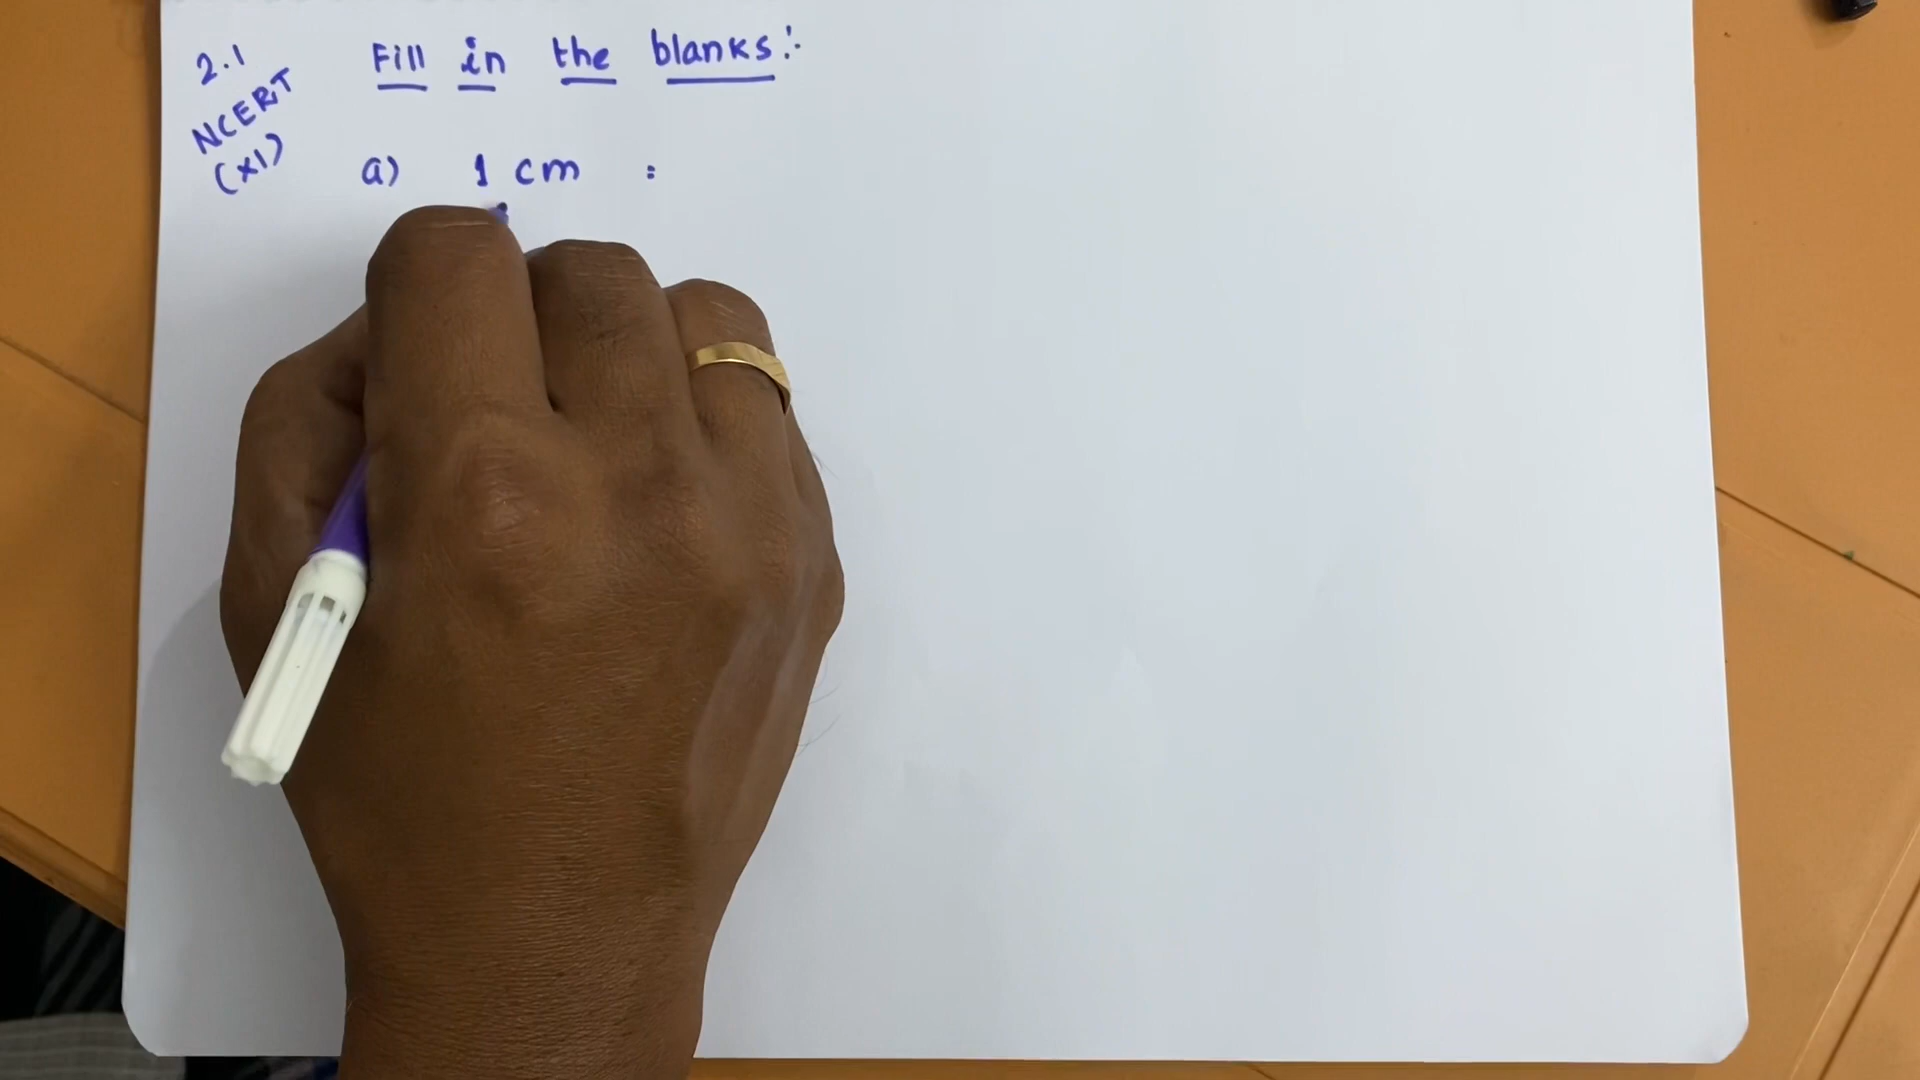 2.1
NCERT
(XI)
Fill in the blanks:-
a) 1 cm =